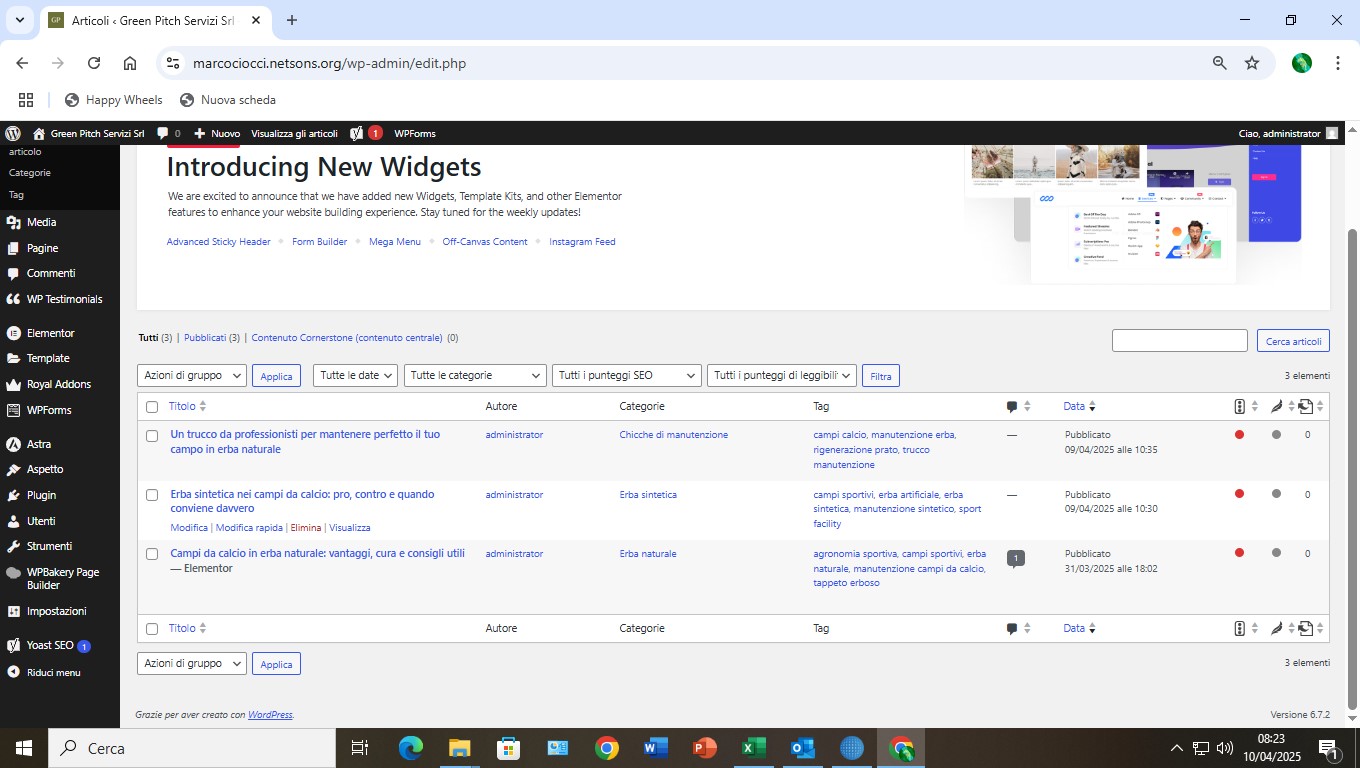 Articoli ‹ Green Pitch Servizi Srl
marcociocci.netsons.org/wp-admin/edit.php
Happy Wheels
Nuova scheda
Green Pitch Servizi Srl
0
Nuovo
Visualizza gli articoli
1
WPForms
Ciao, administrator
articolo
Categorie
Tag
Media
Pagine
Commenti
WP Testimonials
Elementor
Template
Royal Addons
WPForms
Astra
Aspetto
Plugin
Utenti
Strumenti
WPBakery Page
Builder
Impostazioni
Yoast SEO 1
Riduci menu
Introducing New Widgets
We are excited to announce that we have added new Widgets, Template Kits, and other Elementor
features to enhance your website building experience. Stay tuned for the weekly updates!
Advanced Sticky Header
Form Builder
Mega Menu
Off-Canvas Content
Instagram Feed
Tutti (3) | Pubblicati (3) | Contenuto Cornerstone (contenuto centrale) (0)
Cerca articoli
Azioni di gruppo
Applica
Tutte le date
Tutte le categorie
Tutti i punteggi SEO
Tutti i punteggi di leggibili
Filtra
3 elementi
Titolo
Autore
Categorie
Tag
Data
Un trucco da professionisti per mantenere perfetto il tuo
campo in erba naturale
administrator
Chicche di manutenzione
campi calcio, manutenzione erba,
rigenerazione prato, trucco
manutenzione
—
Pubblicato
09/04/2025 alle 10:35
0
Erba sintetica nei campi da calcio: pro, contro e quando
conviene davvero
Modifica | Modifica rapida | Elimina | Visualizza
administrator
Erba sintetica
campi sportivi, erba artificiale, erba
sintetica, manutenzione sintetico, sport
facility
—
Pubblicato
09/04/2025 alle 10:30
0
Campi da calcio in erba naturale: vantaggi, cura e consigli utili
— Elementor
administrator
Erba naturale
agronomia sportiva, campi sportivi, erba
naturale, manutenzione campi da calcio,
tappeto erboso
1
Pubblicato
31/03/2025 alle 18:02
0
Titolo
Autore
Categorie
Tag
Data
Azioni di gruppo
Applica
3 elementi
Grazie per aver creato con WordPress.
Versione 6.7.2
Cerca
08:23
10/04/2025
1